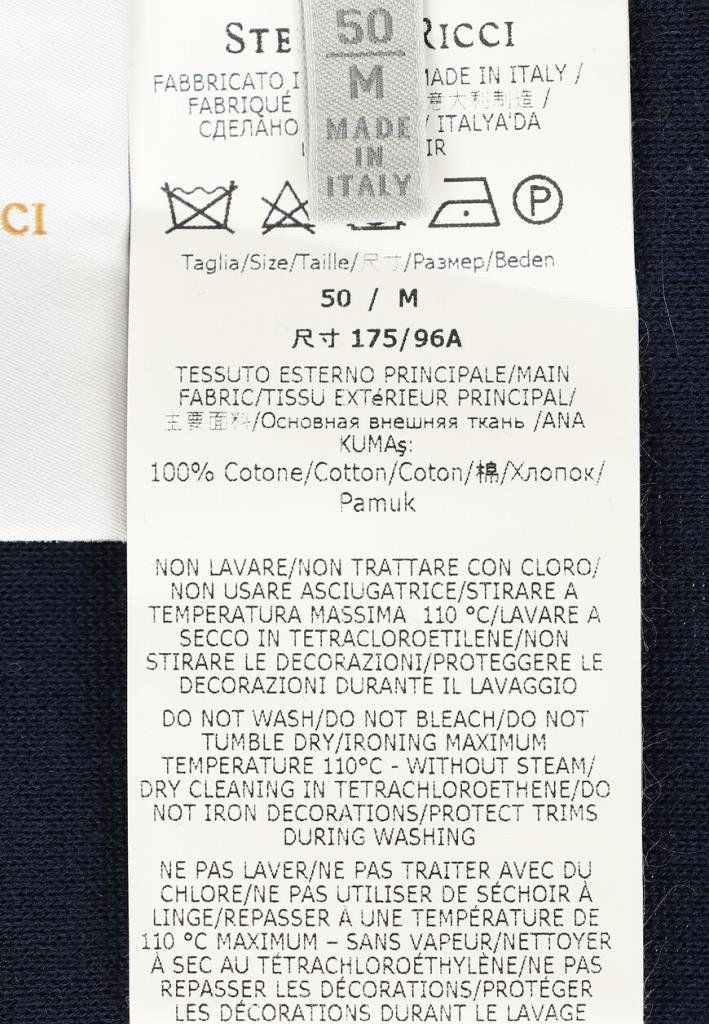 CCI
50
M
MADE
IN
ITALY
STE RICCI
FABBRICATO MADE IN ITALY /
FABRIQUÉ 意大利制造 /
СДЕЛАНО / ITALYA'DA
P
Taglia/Size/Taille/尺寸/Размер/Beden
50 / M
尺寸 175/96A
TESSUTO ESTERNO PRINCIPALE/MAIN
FABRIC/TISSU EXTéRIEUR PRINCIPAL/
主要面料/Основная внешняя ткань /ANA
KUMAş:
100% Cotone/Cotton/Coton/棉/Хлопок/
Pamuk
NON LAVARE/NON TRATTARE CON CLORO/
NON USARE ASCIUGATRICE/STIRARE A
TEMPERATURA MASSIMA 110 °C/LAVARE A
SECCO IN TETRACLOROETILENE/NON
STIRARE LE DECORAZIONI/PROTEGGERE LE
DECORAZIONI DURANTE IL LAVAGGIO
DO NOT WASH/DO NOT BLEACH/DO NOT
TUMBLE DRY/IRONING MAXIMUM
TEMPERATURE 110°C - WITHOUT STEAM/
DRY CLEANING IN TETRACHLOROETHENE/DO
NOT IRON DECORATIONS/PROTECT TRIMS
DURING WASHING
NE PAS LAVER/NE PAS TRAITER AVEC DU
CHLORE/NE PAS UTILISER DE SÉCHOIR À
LINGE/REPASSER À UNE TEMPÉRATURE DE
110 °C MAXIMUM – SANS VAPEUR/NETTOYER
À SEC AU TÉTRACHLOROÉTHYLÈNE/NE PAS
REPASSER LES DÉCORATIONS/PROTÉGER
LES DÉCORATIONS DURANT LE LAVAGE